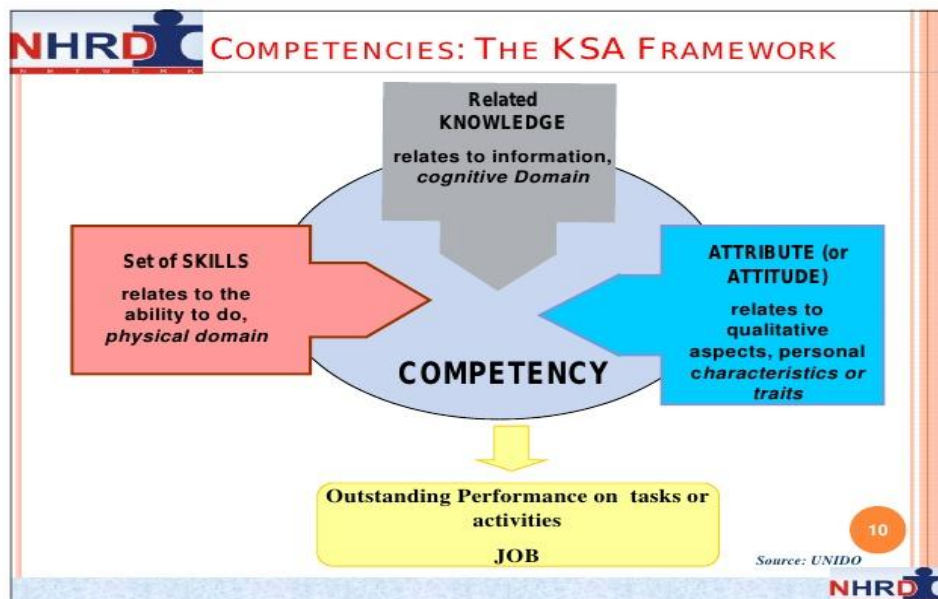 NHRD
NETWORK
COMPETENCIES: THE KSA FRAMEWORK
Related
KNOWLEDGE
relates to information,
cognitive Domain
Set of SKILLS
relates to the
ability to do,
physical domain
ATTRIBUTE (or
ATTITUDE)
relates to
qualitative
aspects, personal
characteristics or
traits
COMPETENCY
Outstanding Performance on tasks or
activities
JOB
10
Source: UNIDO
NHRD